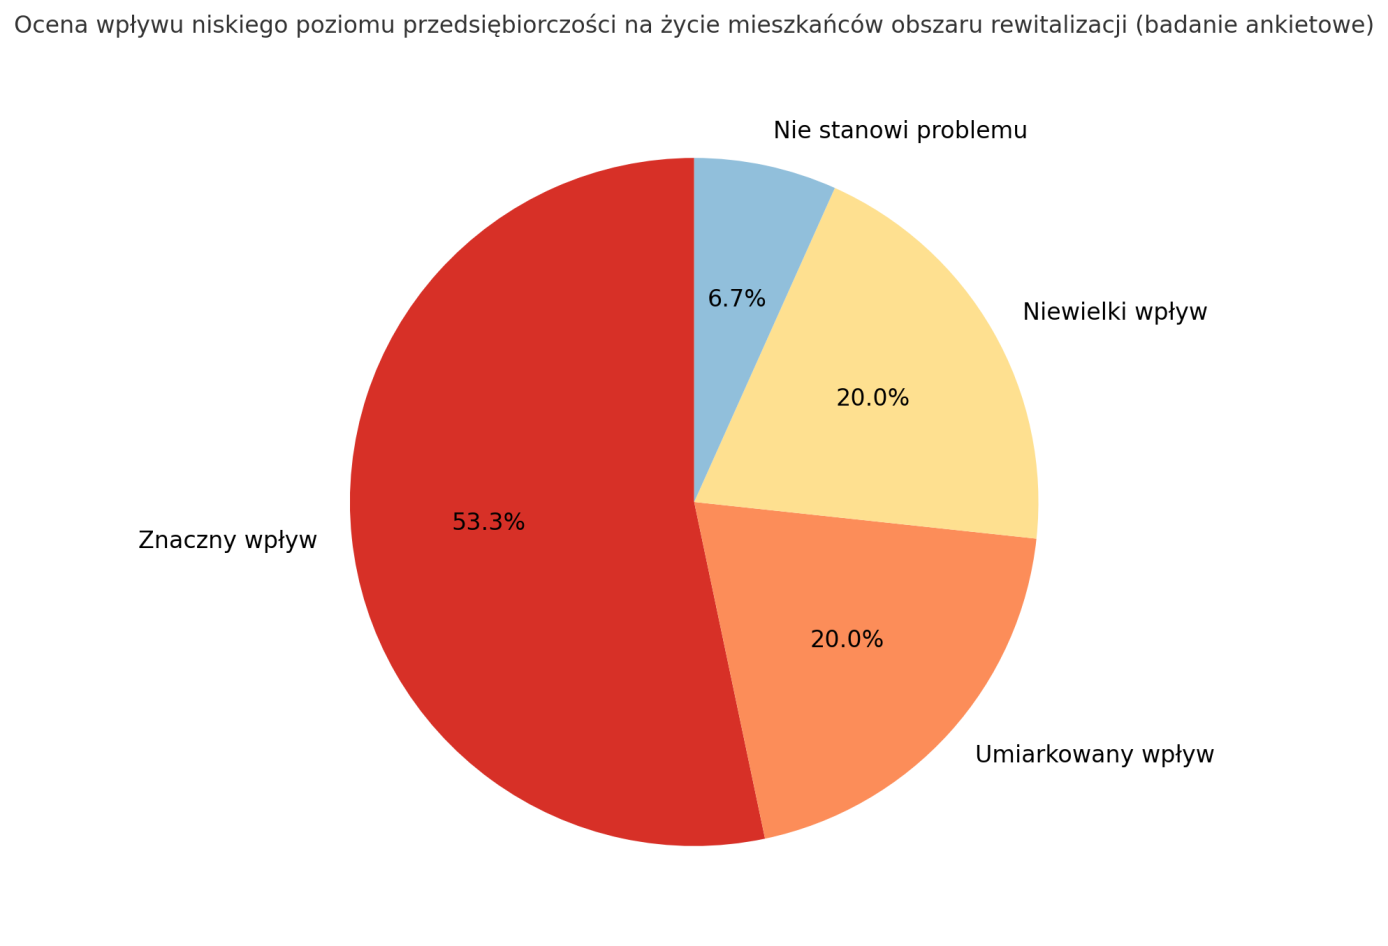 Ocena wpływu niskiego poziomu przedsiębiorczości na życie mieszkańców obszaru rewitalizacji (badanie ankietowe)
Nie stanowi problemu
6.7%
Niewielki wpływ
20.0%
Znaczny wpływ
53.3%
20.0%
Umiarkowany wpływ